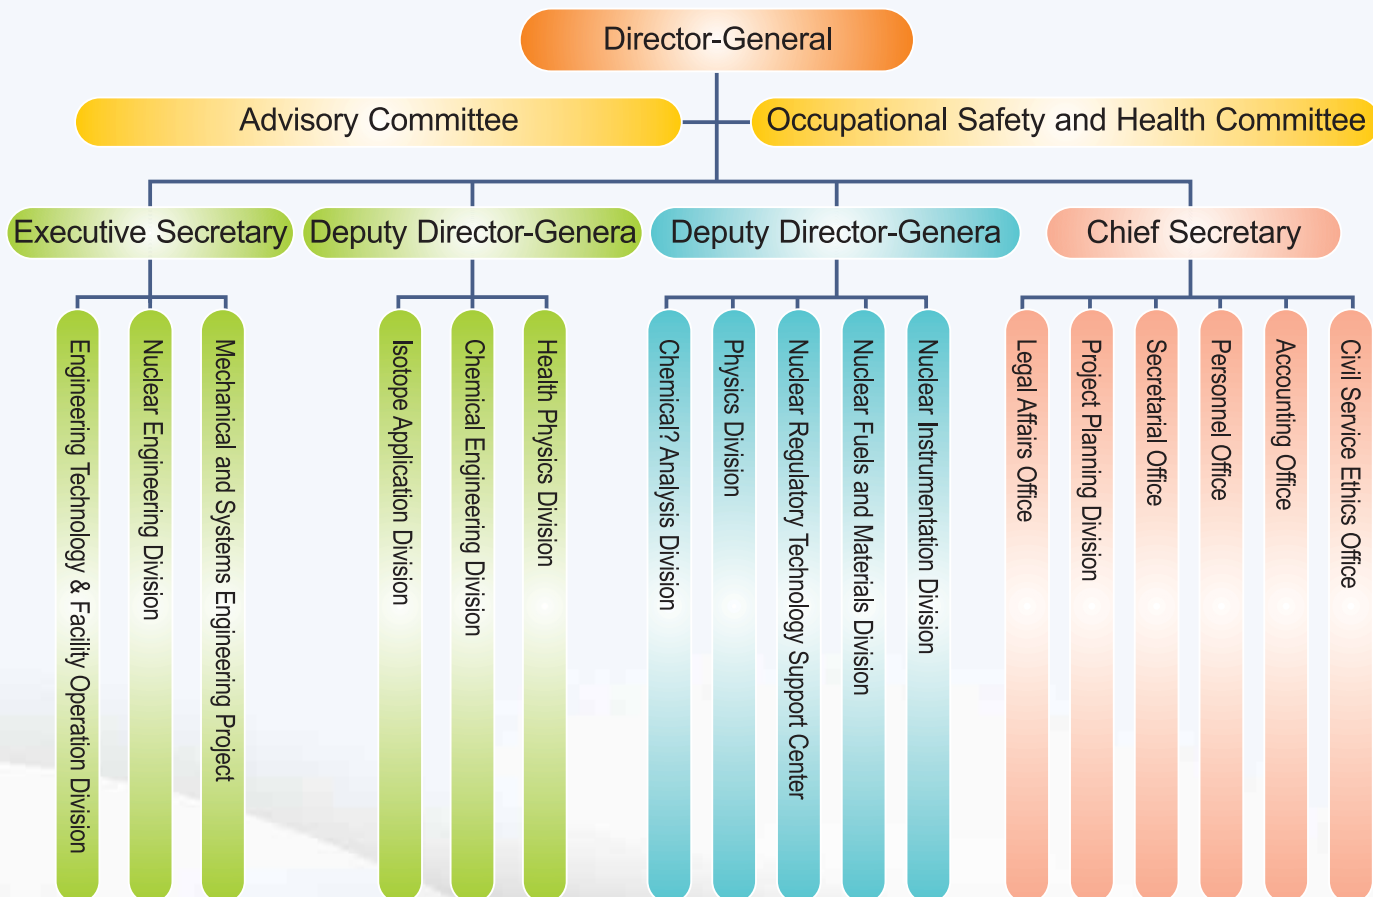 Director-General
Advisory Committee
Occupational Safety and Health Committee
Executive Secretary
Deputy Director-Genera
Deputy Director-Genera
Chief Secretary
Engineering Technology & Facility Operation Division
Nuclear Engineering Division
Mechanical and Systems Engineering Project
Isotope Application Division
Chemical Engineering Division
Health Physics Division
Chemical? Analysis Division
Physics Division
Nuclear Regulatory Technology Support Center
Nuclear Fuels and Materials Division
Nuclear Instrumentation Division
Legal Affairs Office
Project Planning Division
Secretarial Office
Personnel Office
Accounting Office
Civil Service Ethics Office